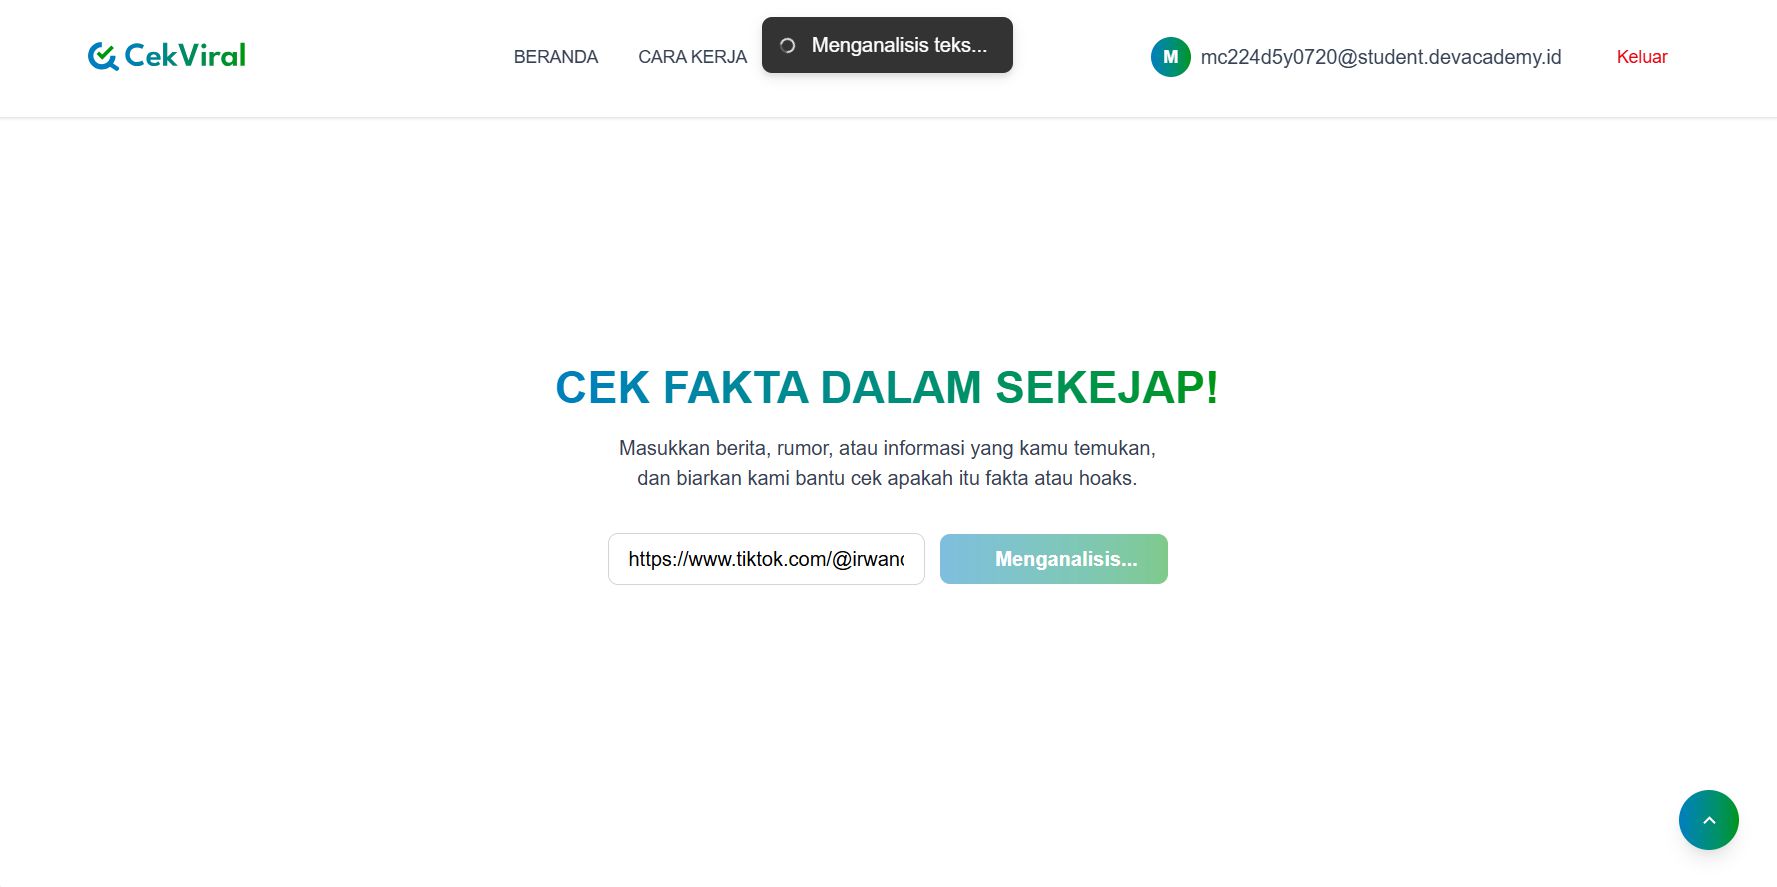 CekViral
BERANDA
CARA KERJA
Menganalisis teks...
M
mc224d5y0720@student.devacademy.id
Keluar
CEK FAKTA DALAM SEKEJAP!
Masukkan berita, rumor, atau informasi yang kamu temukan,
dan biarkan kami bantu cek apakah itu fakta atau hoaks.
https://www.tiktok.com/@irwan
Menganalisis...